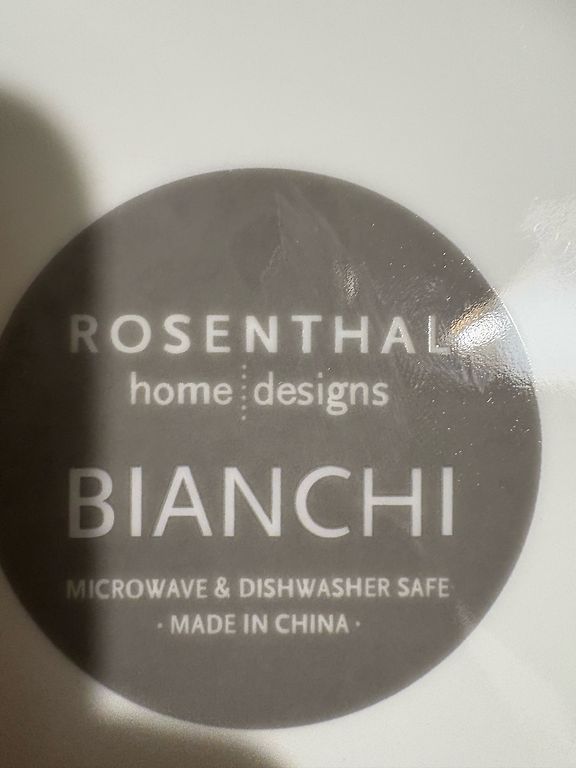 ROSENTHAL
home designs
BIANCHI
MICROWAVE & DISHWASHER SAFE
· MADE IN CHINA ·